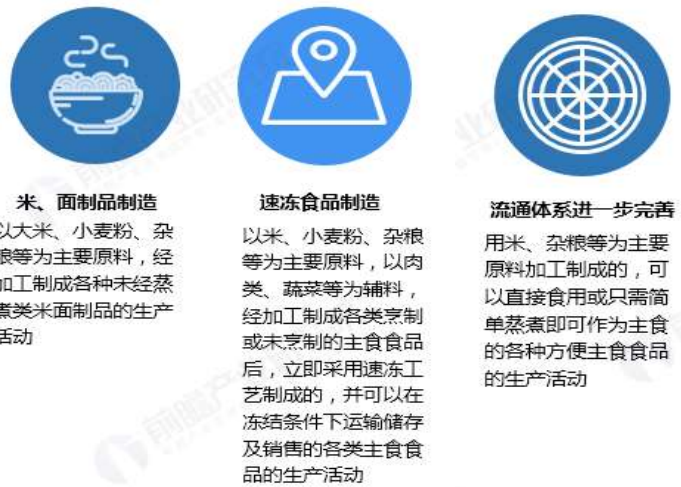 米、面制品制造
以大米、小麦粉、杂
粮等为主要原料，经
加工制成各种未经蒸
煮类米面制品的生产
活动
速冻食品制造
以米、小麦粉、杂粮
等为主要原料，以肉
类、蔬菜等为辅料，
经加工制成各类烹制
或未烹制的主食食品
后，立即采用速冻工
艺制成的，并可以在
冻结条件下运输储存
及销售的各类主食食
品的生产活动
流通体系进一步完善
用米、杂粮等为主要
原料加工制成的，可
以直接食用或只需简
单蒸煮即可作为主食
的各种方便主食食品
的生产活动